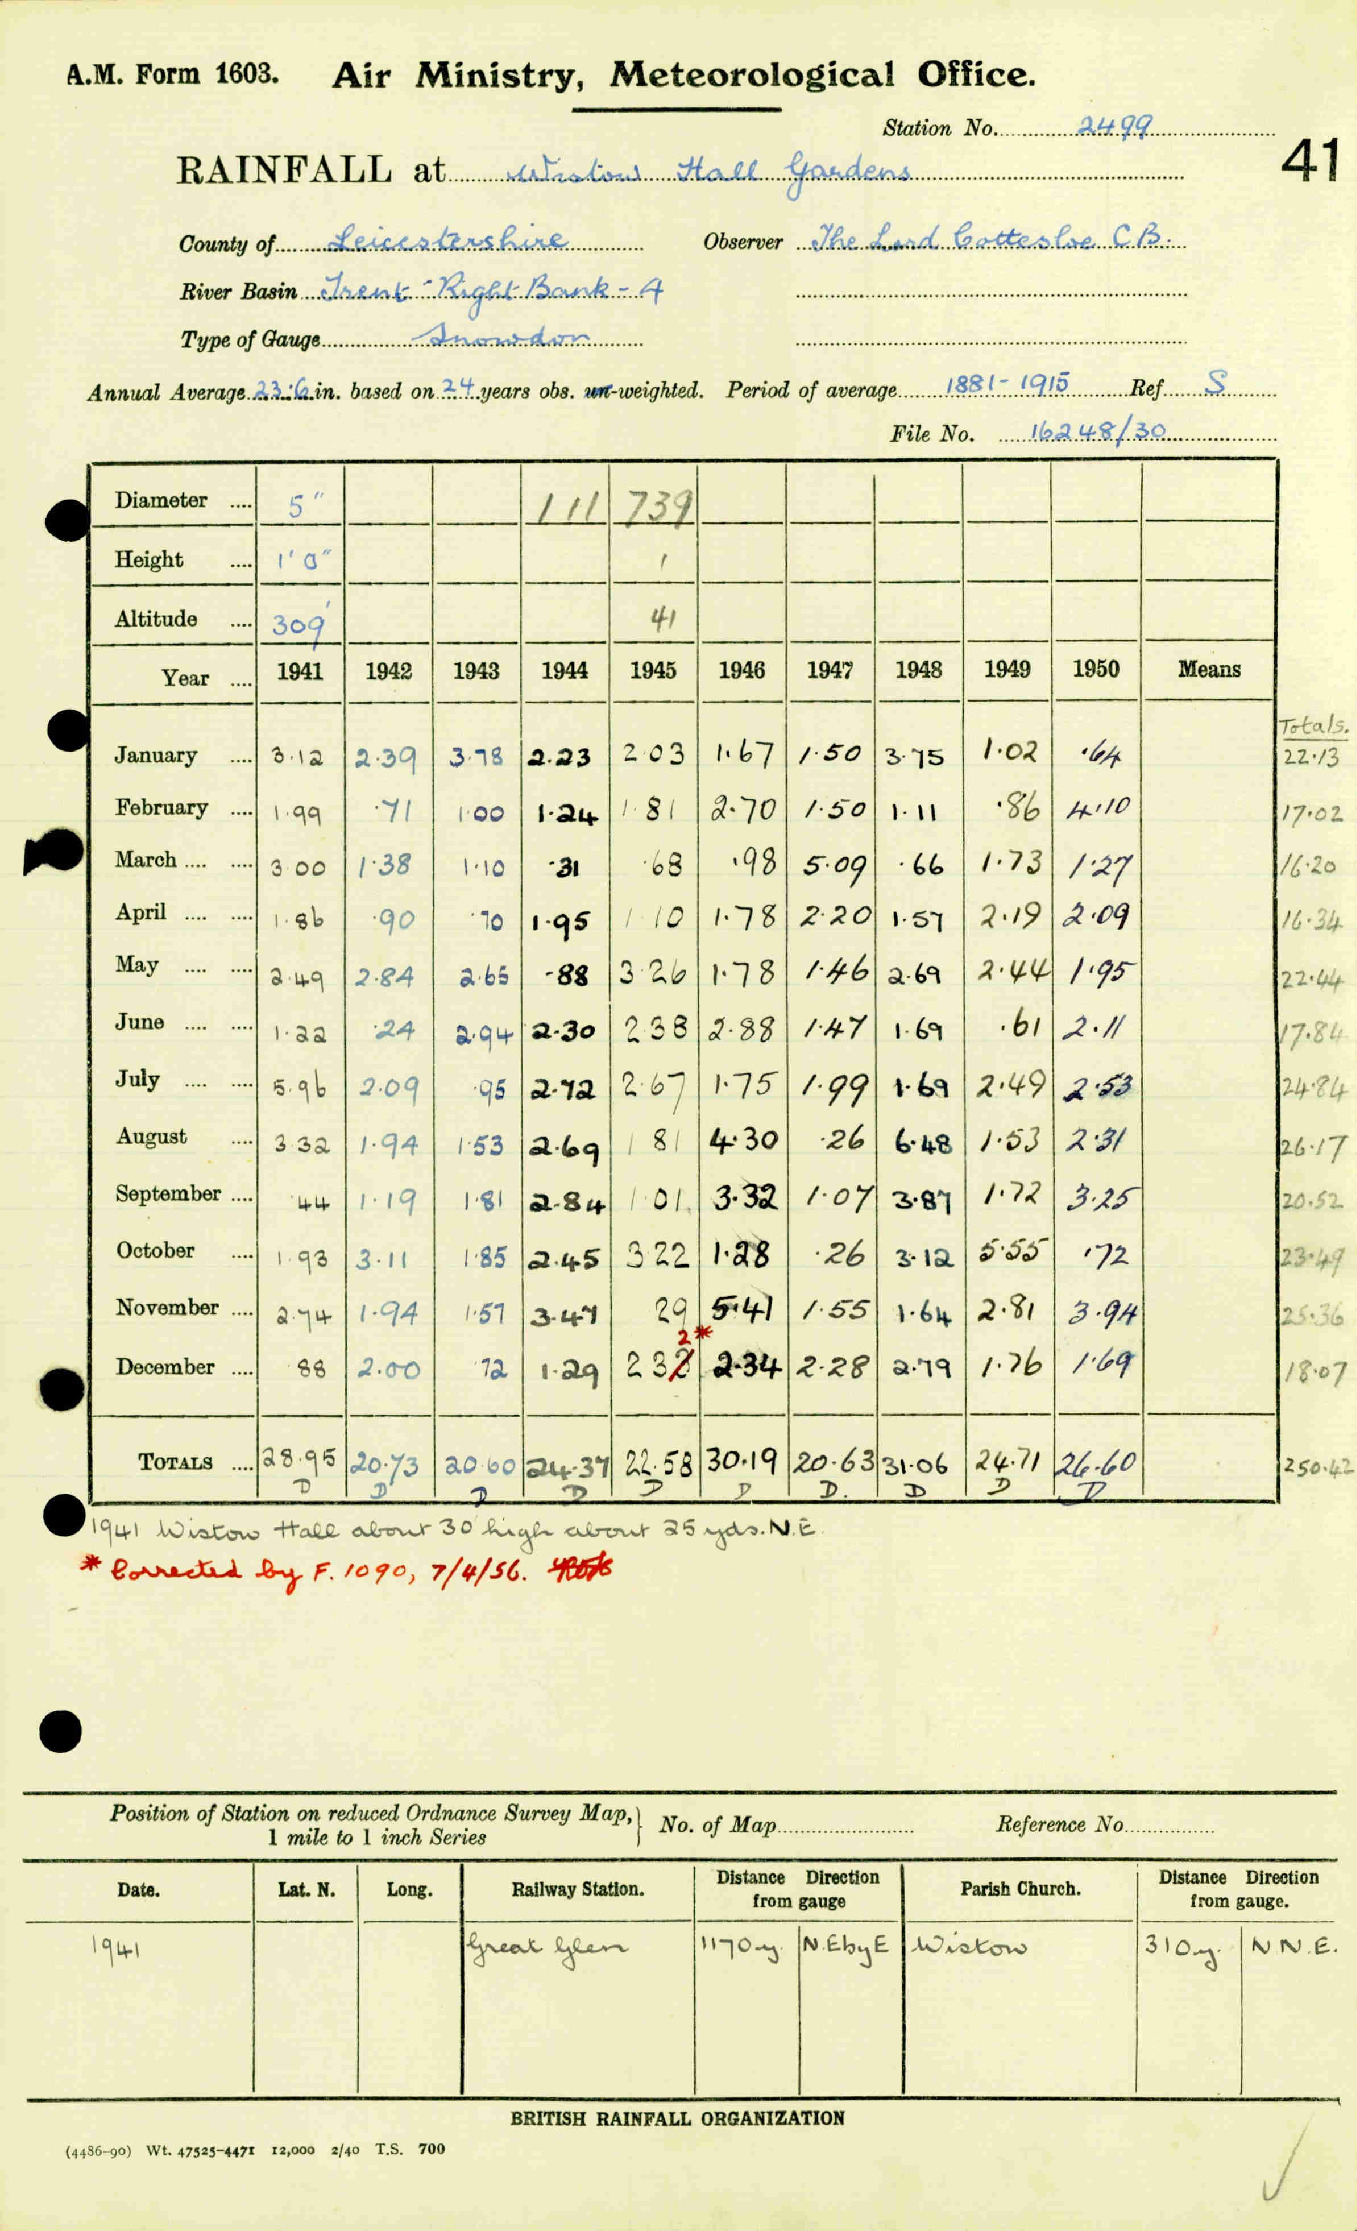 A.M. Form 1603. Air Ministry, Meteorological Office.
Station No. 2499
41
RAINFALL at Wistow Hall Gardens
County of Leicestershire Observer The Lord Cottesloe C.B.
River Basin Trent - Right Bank - 4
Type of Gauge Snowdon
Annual Average 23.6 in. based on 24 years obs. un-weighted. Period of average 1881-1915 Ref S
File No. 16248/30
Diameter .... 5" 111 739
Height .... 1' 0" 1
Altitude .... 309' 41
Year .... 1941 1942 1943 1944 1945 1946 1947 1948 1949 1950 Means
Totals.
January .... 3.12 2.39 3.78 2.23 2 03 1.67 1.50 3.75 1.02 .64 22.13
February .... 1.99 .71 1.00 1.24 1 81 2.70 1.50 1.11 .86 4.10 17.02
March .... .... 3 00 1.38 1.10 .31 .68 .98 5.09 .66 1.73 1.27 16.20
April .... .... 1.86 .90 .70 1.95 1 10 1.78 2.20 1.57 2.19 2.09 16.34
May .... .... 2.49 2.84 2.65 .88 3 26 1.78 1.46 2.69 2.44 1.95 22.44
June .... .... 1.22 .24 2.94 2.30 2 38 2.88 1.47 1.69 .61 2.11 17.84
July .... .... 5.96 2.09 .95 2.72 2 67 1.75 1.99 1.69 2.49 2.53 24.84
August .... 3 32 1.94 1.53 2.69 1 81 4.30 .26 6.48 1.53 2.31 26.17
September .... .44 1.19 1.81 2.84 1 01 3.32 1.07 3.87 1.72 3.25 20.52
October .... 1.93 3.11 1.85 2.45 3 22 1.28 .26 3.12 5.55 .72 23.49
November .... 2.74 1.94 1.57 3.47 29 5.41 1.55 1.64 2.81 3.94 25.36
2*
December .... 88 2.00 .72 1.29 2 32 2.34 2.28 2.79 1.76 1.69 18.07
TOTALS .... 28.95 20.73 20 60 24.37 22.58 30.19 20.63 31.06 24.71 26.60 250.42
D D D D D D D. D D D
1941 Wistow Hall about 30' high about 25 yds. N.E.
* Corrected by F. 1090, 7/4/56.
Position of Station on reduced Ordnance Survey Map, 1 mile to 1 inch Series No. of Map Reference No.
Date. Lat. N. Long. Railway Station. Distance Direction from gauge Parish Church. Distance Direction from gauge.
1941 Great Glen 1170 y. N.E by E Wistow 310 y. N N.E.
BRITISH RAINFALL ORGANIZATION
(4486-90) Wt. 47525-4471 12,000 2/40 T.S. 700